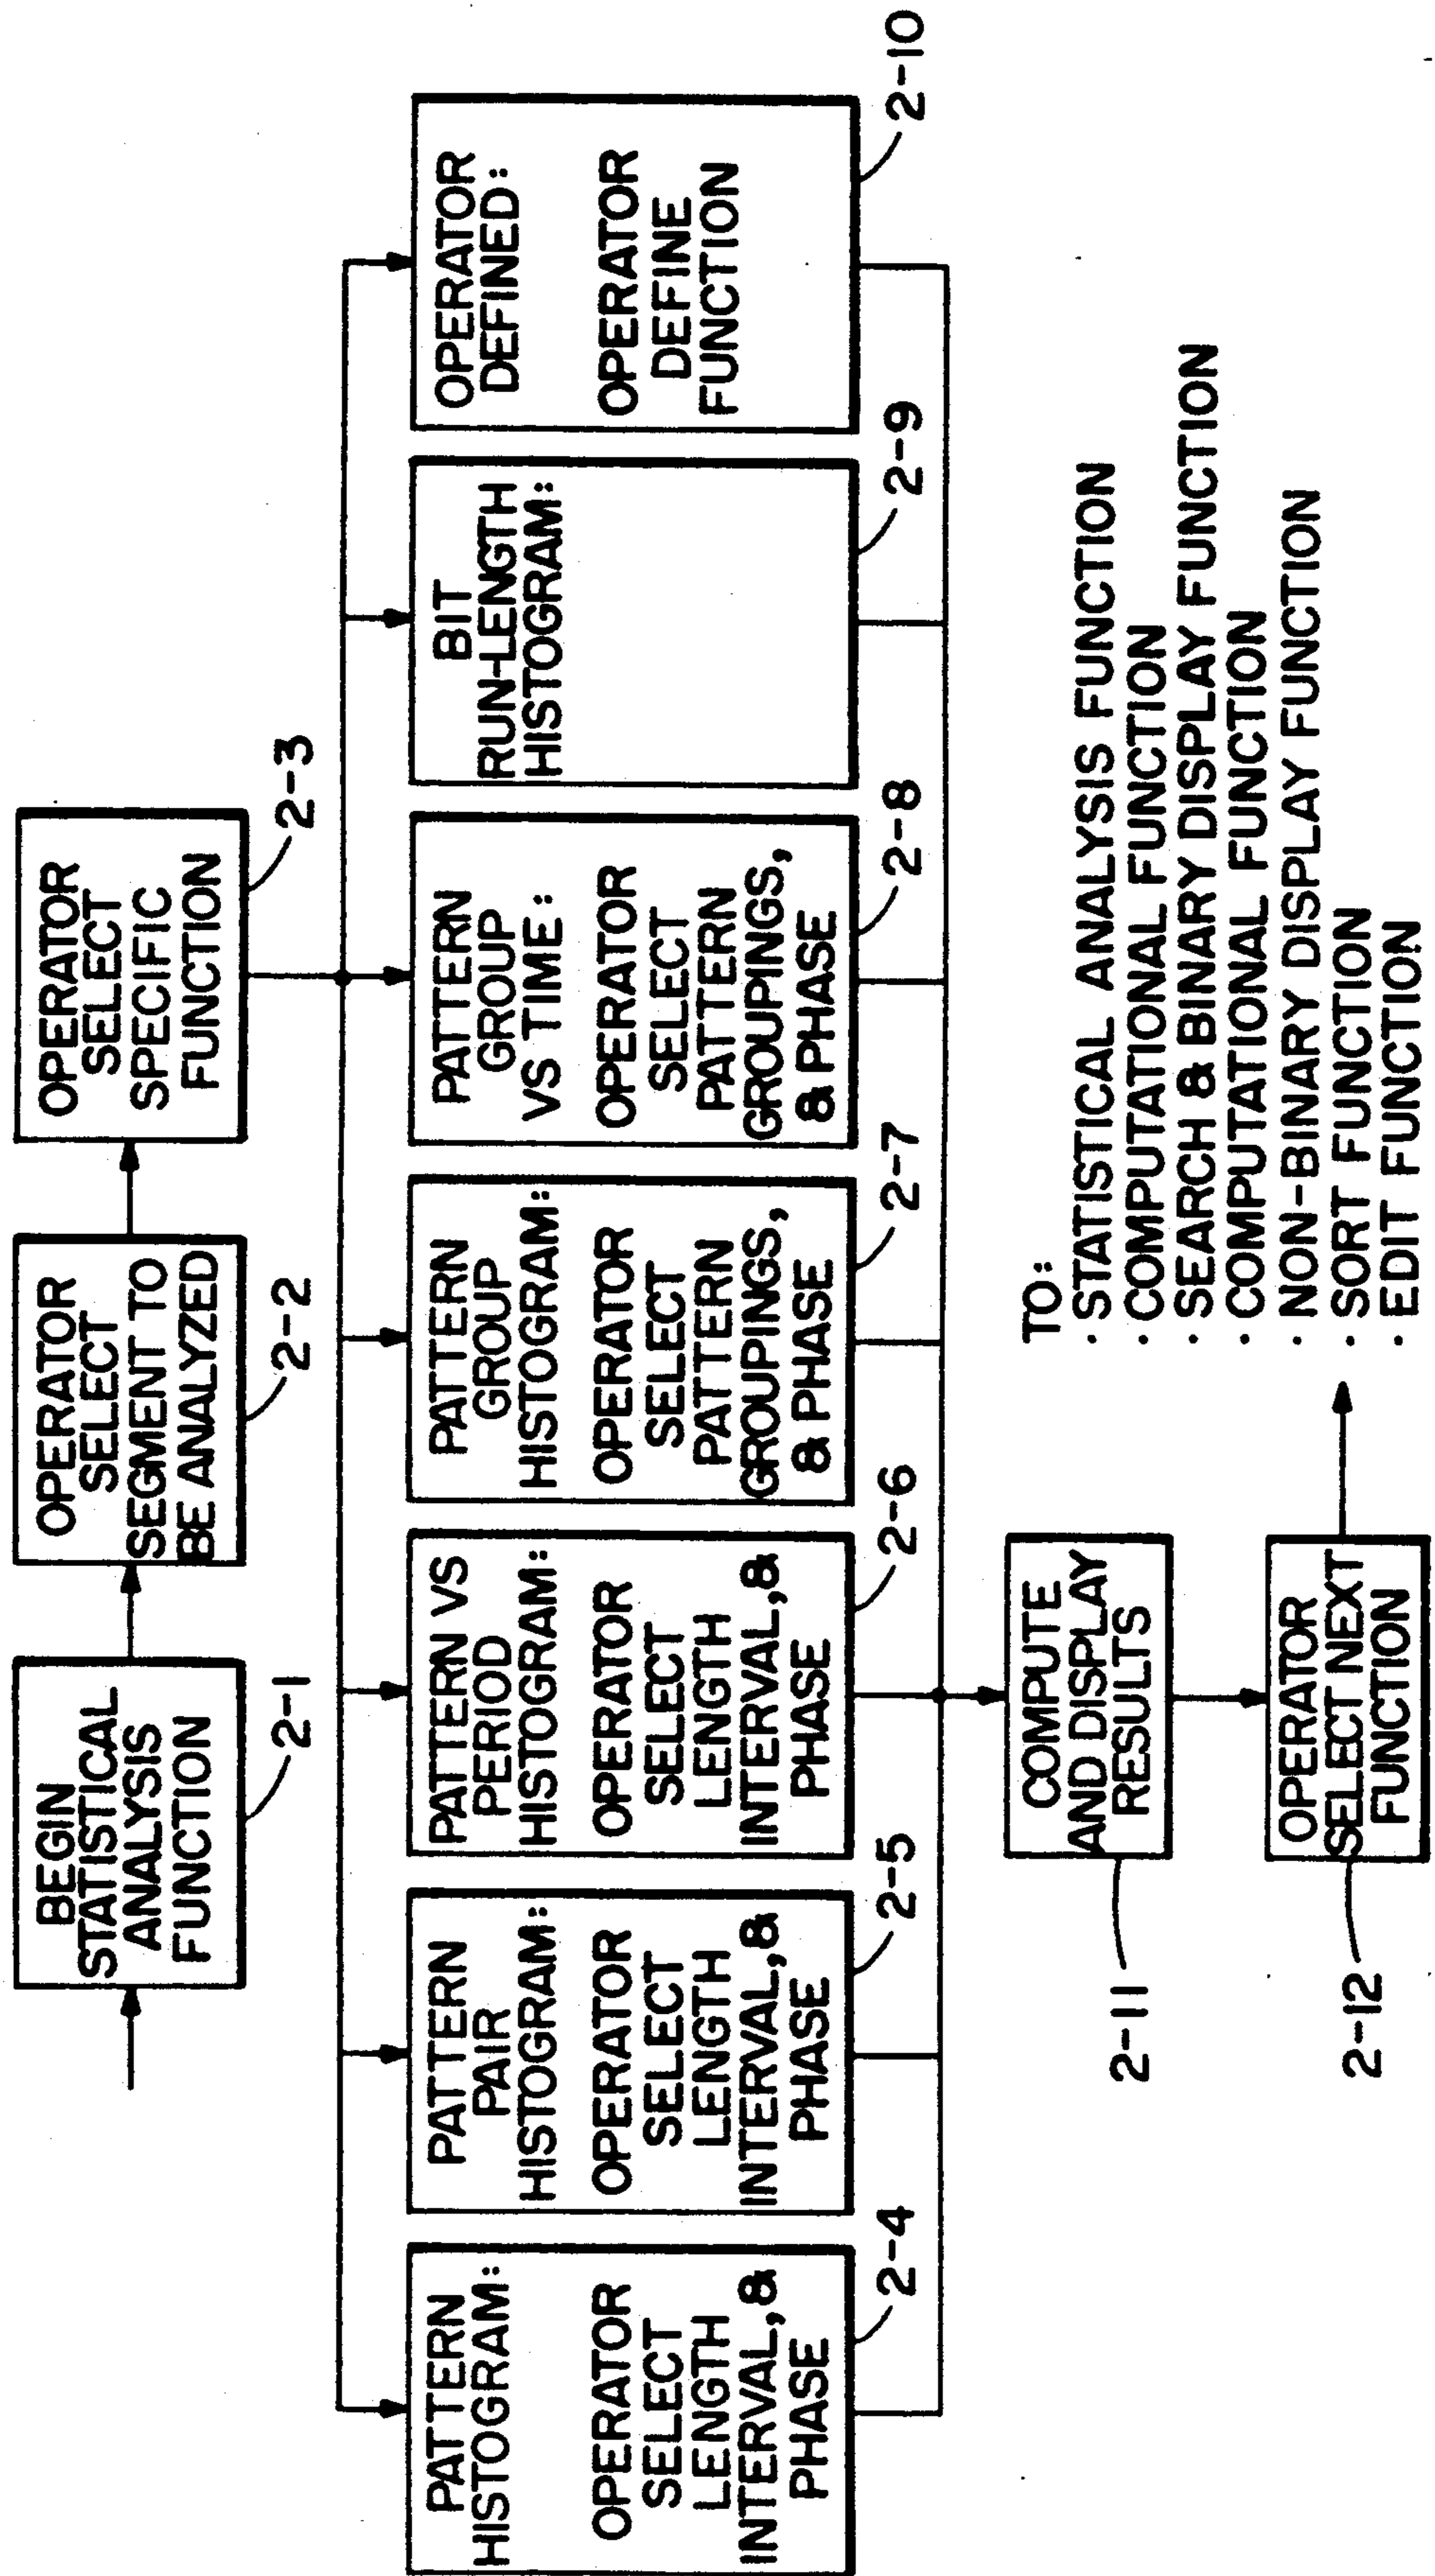 BEGIN
STATISTICAL
ANALYSIS
FUNCTION
2-1
OPERATOR
SELECT
SEGMENT TO
BE ANALYZED
2-2
OPERATOR
SELECT
SPECIFIC
FUNCTION
2-3
PATTERN
HISTOGRAM:
OPERATOR
SELECT
LENGTH
INTERVAL, &
PHASE
2-4
PATTERN
PAIR
HISTOGRAM:
OPERATOR
SELECT
LENGTH
INTERVAL, &
PHASE
2-5
PATTERN VS
PERIOD
HISTOGRAM:
OPERATOR
SELECT
LENGTH
INTERVAL, &
PHASE
2-6
PATTERN
GROUP
HISTOGRAM:
OPERATOR
SELECT
PATTERN
GROUPINGS,
& PHASE
2-7
PATTERN
GROUP
VS TIME:
OPERATOR
SELECT
PATTERN
GROUPINGS,
& PHASE
2-8
BIT
RUN-LENGTH
HISTOGRAM:
2-9
OPERATOR
DEFINED:
OPERATOR
DEFINE
FUNCTION
2-10
COMPUTE
AND DISPLAY
RESULTS
2-11
OPERATOR
SELECT NEXT
FUNCTION
2-12
TO:
· STATISTICAL ANALYSIS FUNCTION
· COMPUTATIONAL FUNCTION
· SEARCH & BINARY DISPLAY FUNCTION
· COMPUTATIONAL FUNCTION
· NON-BINARY DISPLAY FUNCTION
· SORT FUNCTION
· EDIT FUNCTION